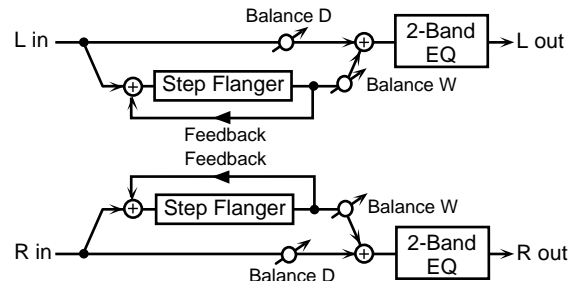 Balance D
L in
2-Band
EQ
L out
Step Flanger
Balance W
Feedback
Feedback
Step Flanger
Balance W
R in
2-Band
EQ
R out
Balance D